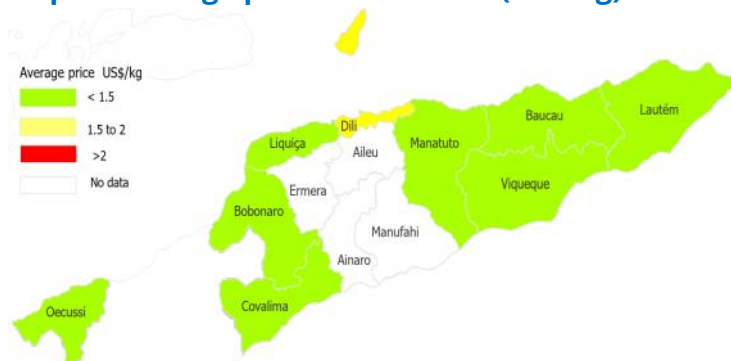 Average price US$/kg
< 1.5
1.5 to 2
>2
No data
Dili
Baucau
Lautém
Liquiça
Aileu
Manatuto
Ermera
Viqueque
Bobonaro
Manufahi
Ainaro
Oecussi
Covalima